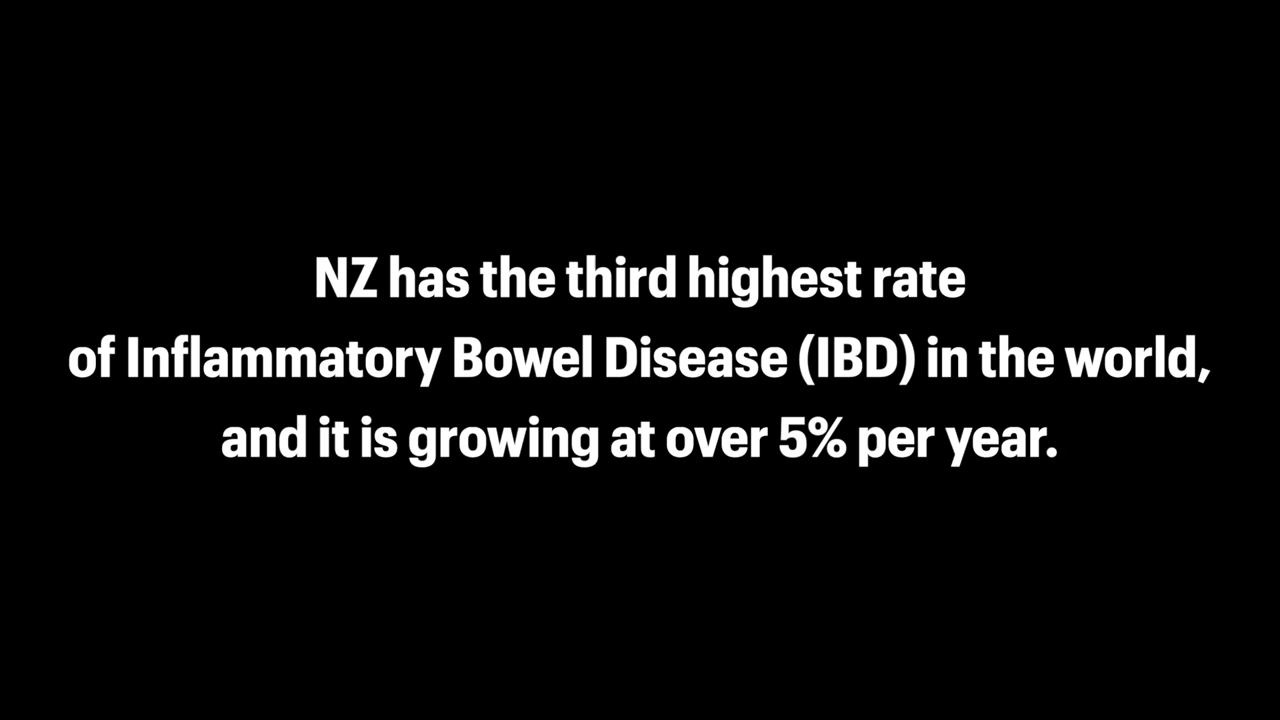 NZ has the third highest rate
of Inflammatory Bowel Disease (IBD) in the world,
and it is growing at over 5% per year.